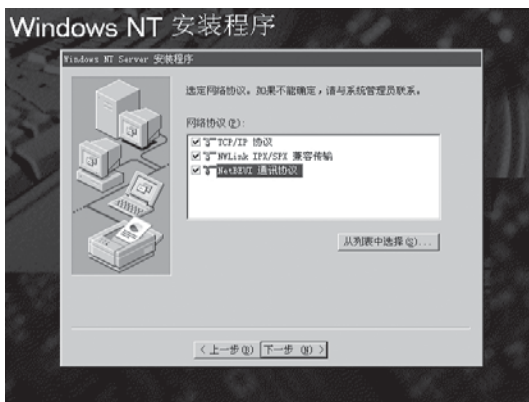 Windows NT 安装程序
Windows NT Server 安装程序
选定网络协议。如果不能确定，请与系统管理员联系。
网络协议(P):
TCP/IP 协议
NWLink IPX/SPX 兼容传输
NetBEUI 通讯协议
从列表中选择(S)...
<上一步(B) 下一步(N)>